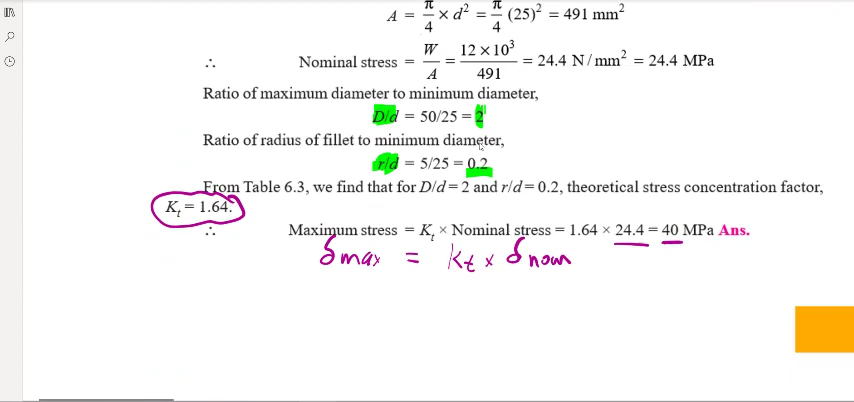 A = π/4 × d² = π/4 (25)² = 491 mm²
∴ Nominal stress = W/A = 12 × 10³/491 = 24.4 N/mm² = 24.4 MPa
Ratio of maximum diameter to minimum diameter,
D/d = 50/25 = 2
Ratio of radius of fillet to minimum diameter,
r/d = 5/25 = 0.2
From Table 6.3, we find that for D/d = 2 and r/d = 0.2, theoretical stress concentration factor,
Kₜ = 1.64.
∴ Maximum stress = Kₜ × Nominal stress = 1.64 × 24.4 = 40 MPa Ans.
δmax = kt × δnom